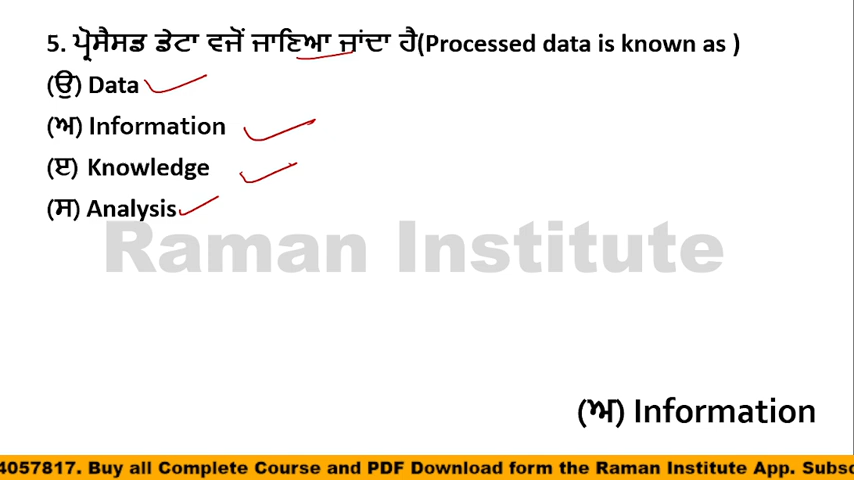 5. ਪ੍ਰੋਸੈਸਡ ਡੇਟਾ ਵਜੋਂ ਜਾਣਿਆ ਜਾਂਦਾ ਹੈ(Processed data is known as )
(ੳ) Data
(ਅ) Information
(ੲ) Knowledge
(ਸ) Analysis
Raman Institute
(ਅ) Information
4057817. Buy all Complete Course and PDF Download form the Raman Institute App. Subsc